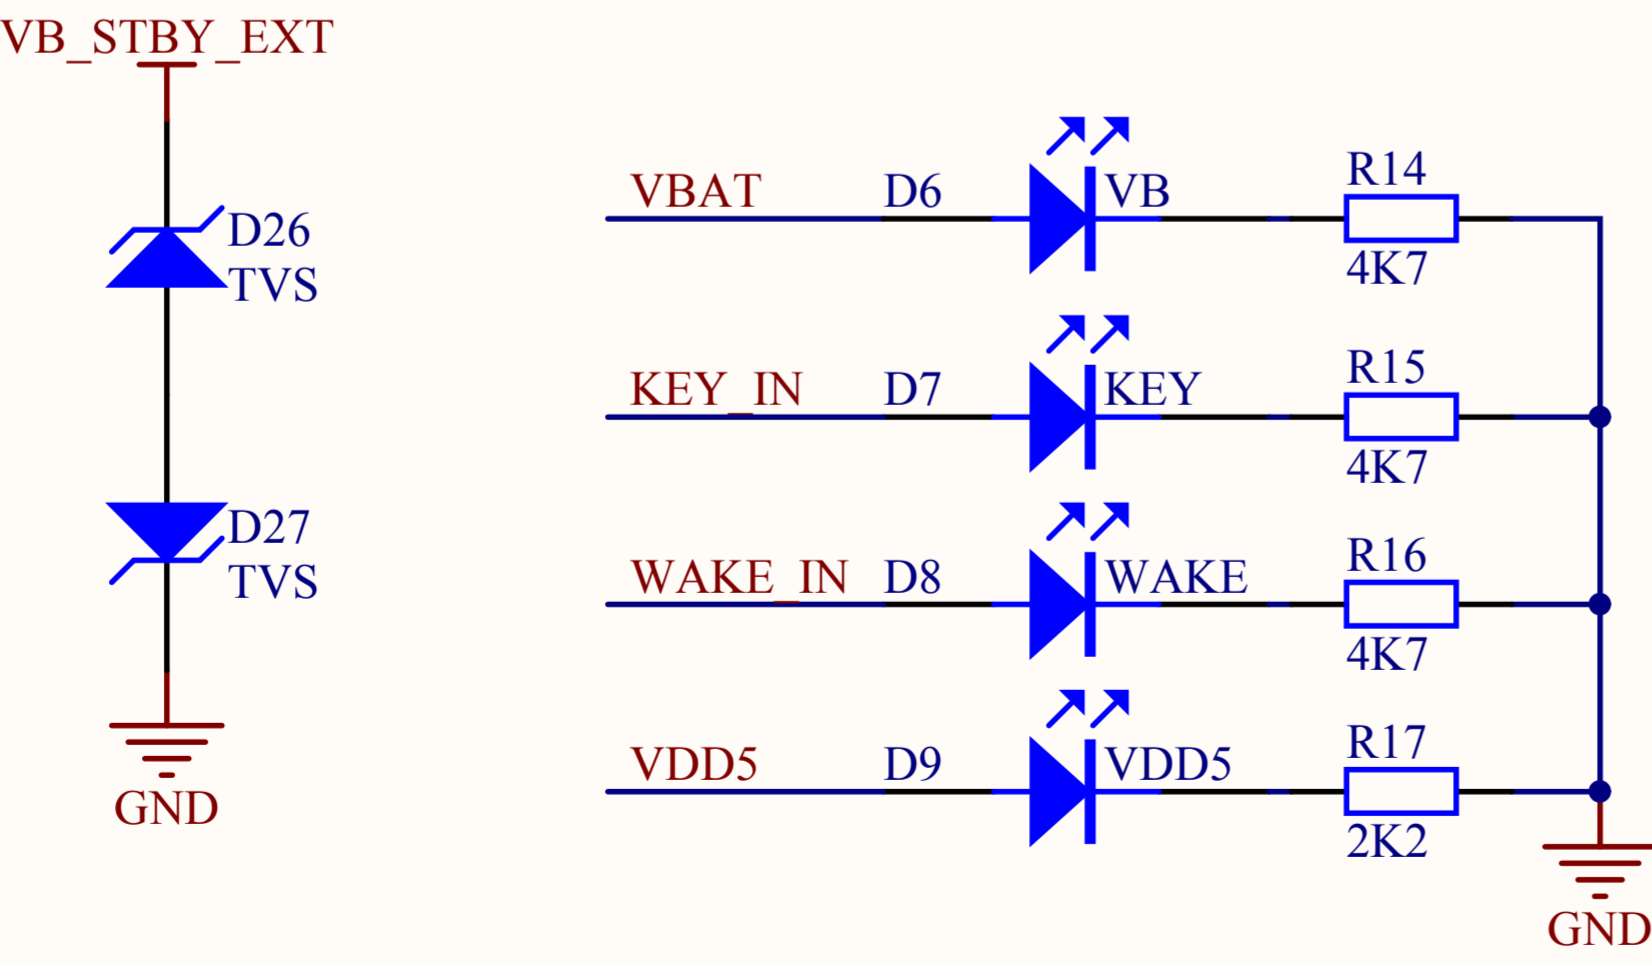 VB_STBY_EXT
D26
TVS
D27
TVS
GND
VBAT D6 VB R14
4K7
KEY_IN D7 KEY R15
4K7
WAKE_IN D8 WAKE R16
4K7
VDD5 D9 VDD5 R17
2K2
GND